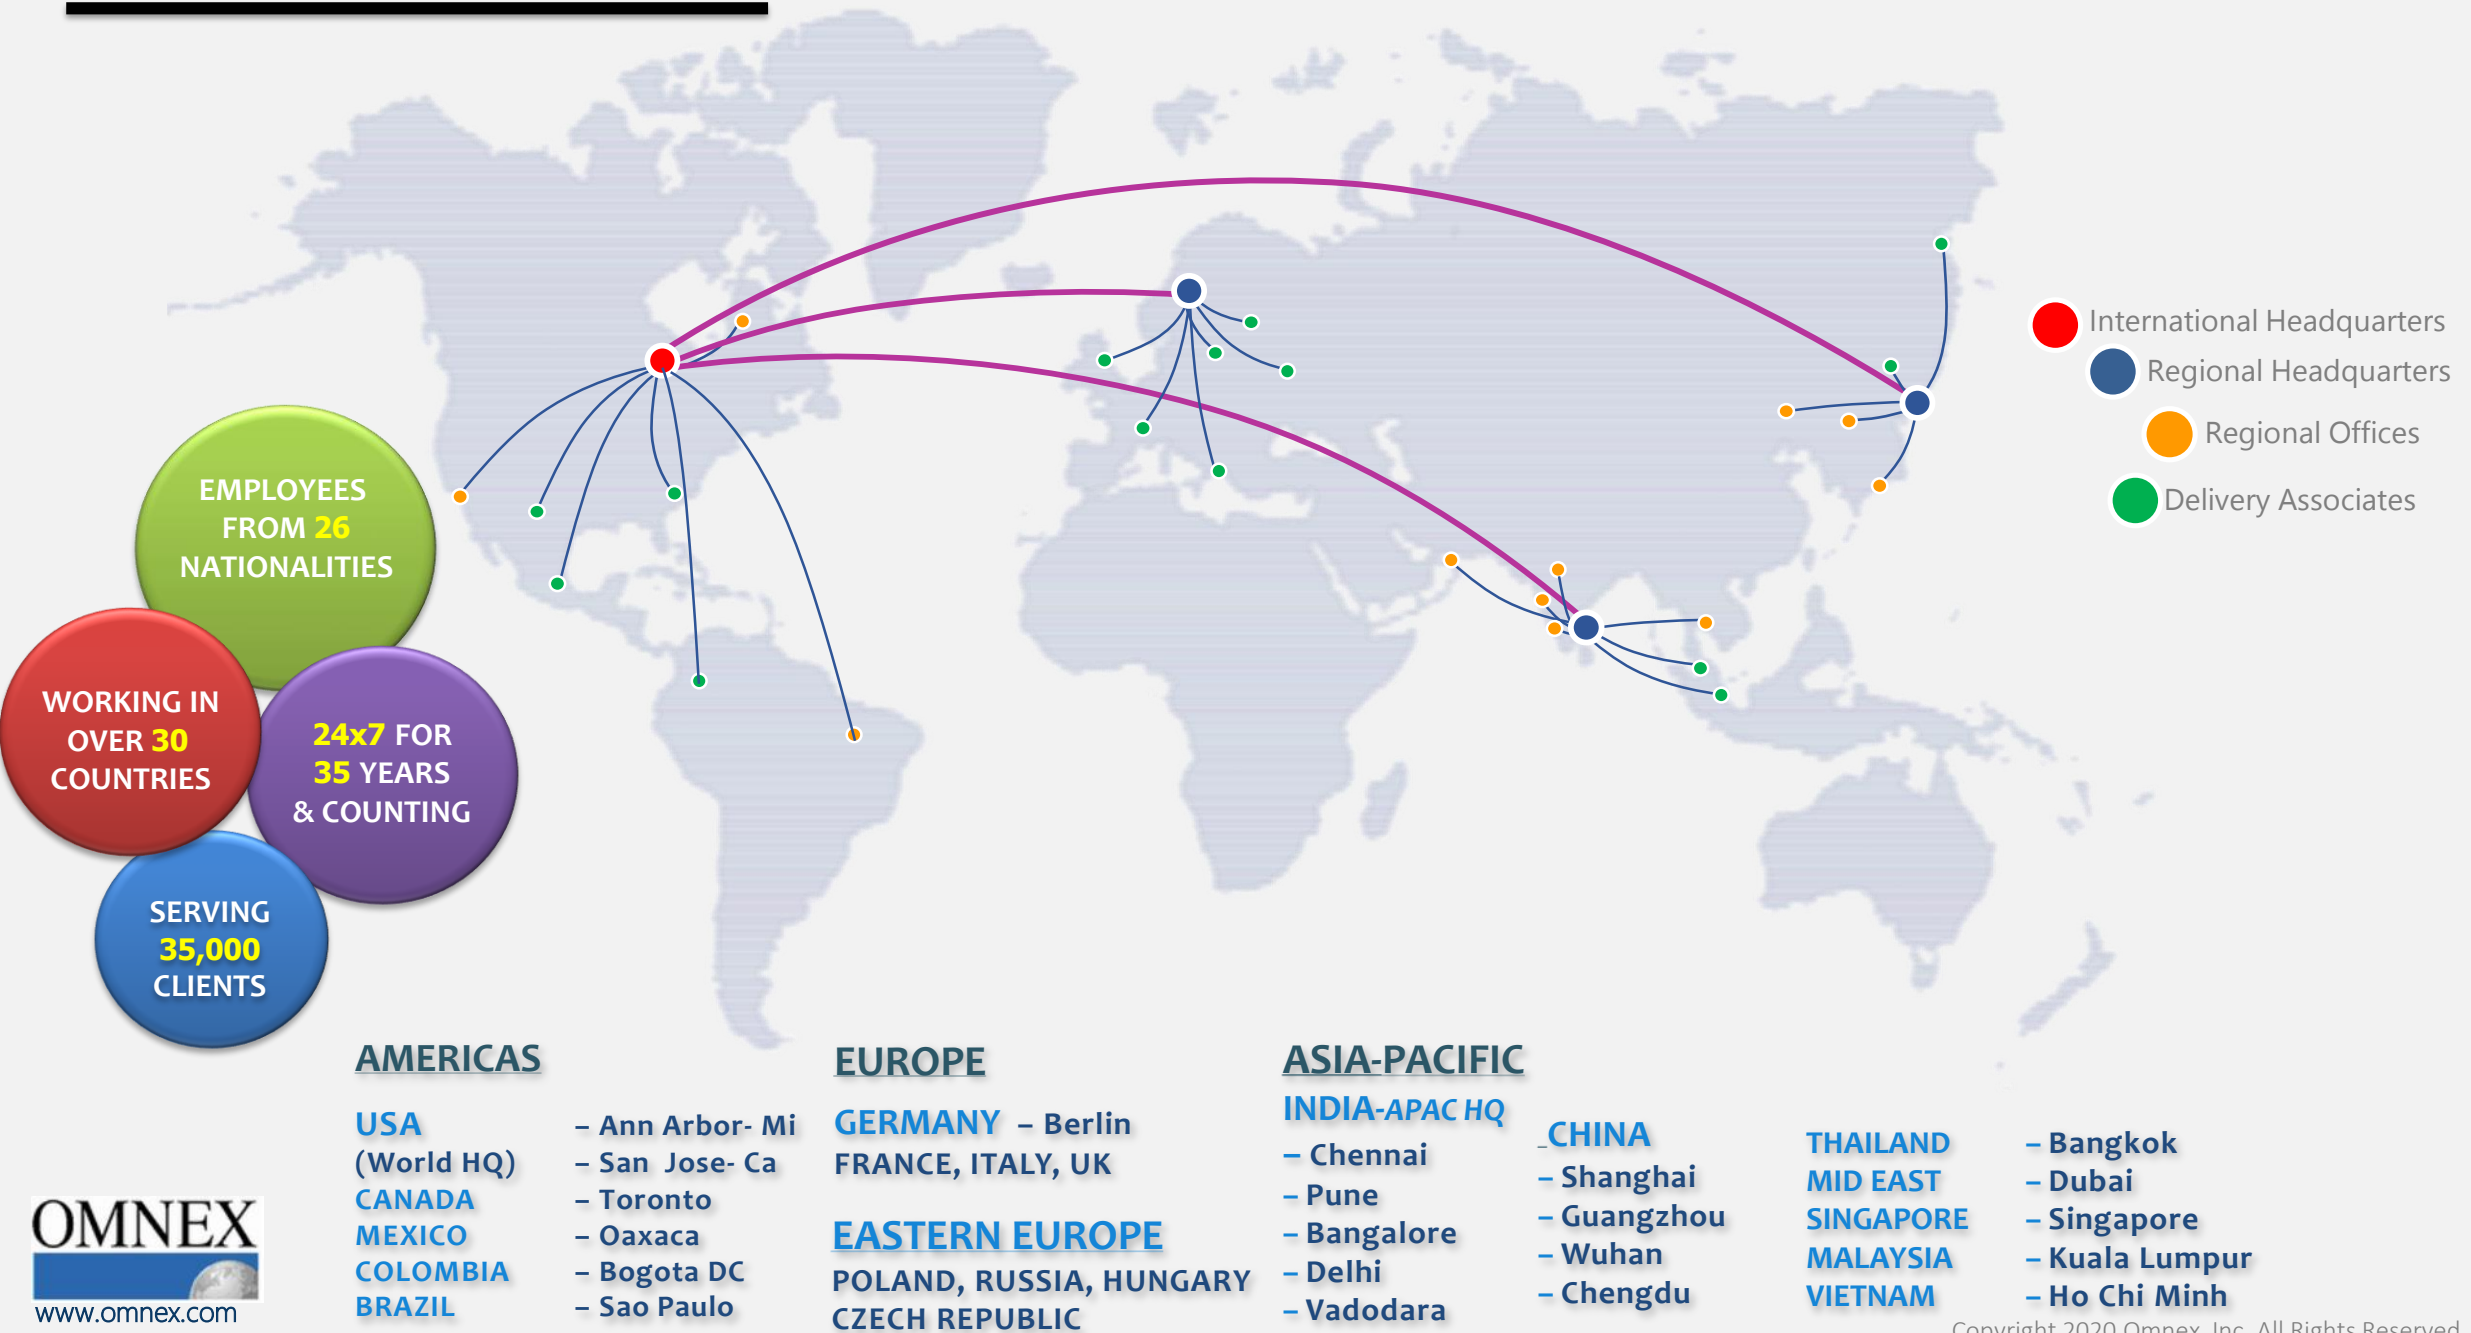 International Headquarters
Regional Headquarters
Regional Offices
Delivery Associates
EMPLOYEES
FROM 26
NATIONALITIES
WORKING IN
OVER 30
COUNTRIES
24x7 FOR
35 YEARS
& COUNTING
SERVING
35,000
CLIENTS
AMERICAS
USA – Ann Arbor- Mi
(World HQ) – San Jose- Ca
CANADA – Toronto
MEXICO – Oaxaca
COLOMBIA – Bogota DC
BRAZIL – Sao Paulo
EUROPE
GERMANY – Berlin
FRANCE, ITALY, UK
EASTERN EUROPE
POLAND, RUSSIA, HUNGARY
CZECH REPUBLIC
ASIA-PACIFIC
INDIA-APAC HQ
– Chennai
– Pune
– Bangalore
– Delhi
– Vadodara
_CHINA
– Shanghai
– Guangzhou
– Wuhan
– Chengdu
THAILAND – Bangkok
MID EAST – Dubai
SINGAPORE – Singapore
MALAYSIA – Kuala Lumpur
VIETNAM – Ho Chi Minh
OMNEX
www.omnex.com
Copyright 2020 Omnex, Inc. All Rights Reserved